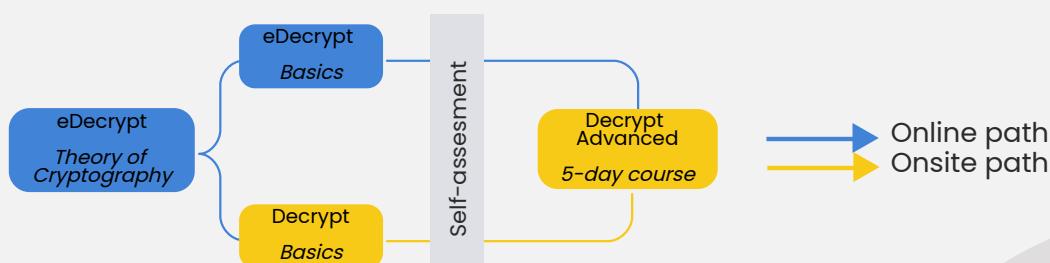 eDecrypt
Basics
eDecrypt
Theory of
Cryptography
Self-assesment
Decrypt
Advanced
5-day course
Online path
Onsite path
Decrypt
Basics